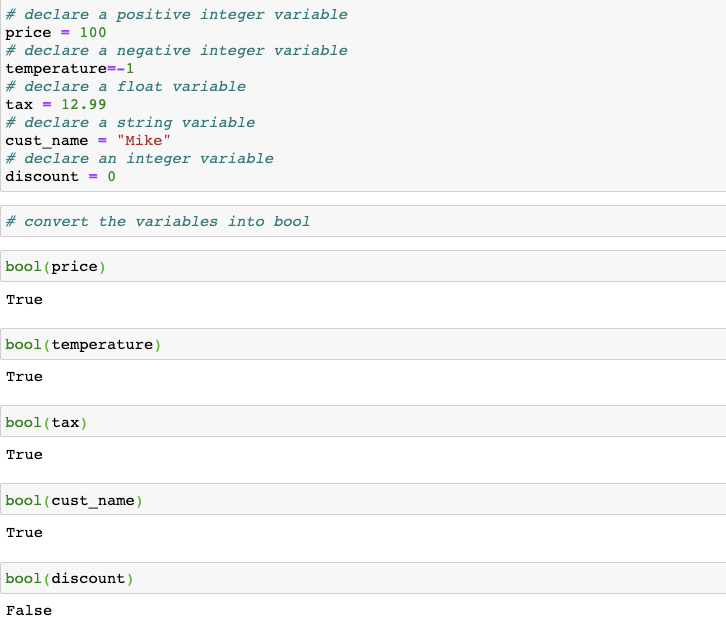 # declare a positive integer variable
price = 100
# declare a negative integer variable
temperature=-1
# declare a float variable
tax = 12.99
# declare a string variable
cust_name = "Mike"
# declare an integer variable
discount = 0
# convert the variables into bool
bool(price)
True
bool(temperature)
True
bool(tax)
True
bool(cust_name)
True
bool(discount)
False